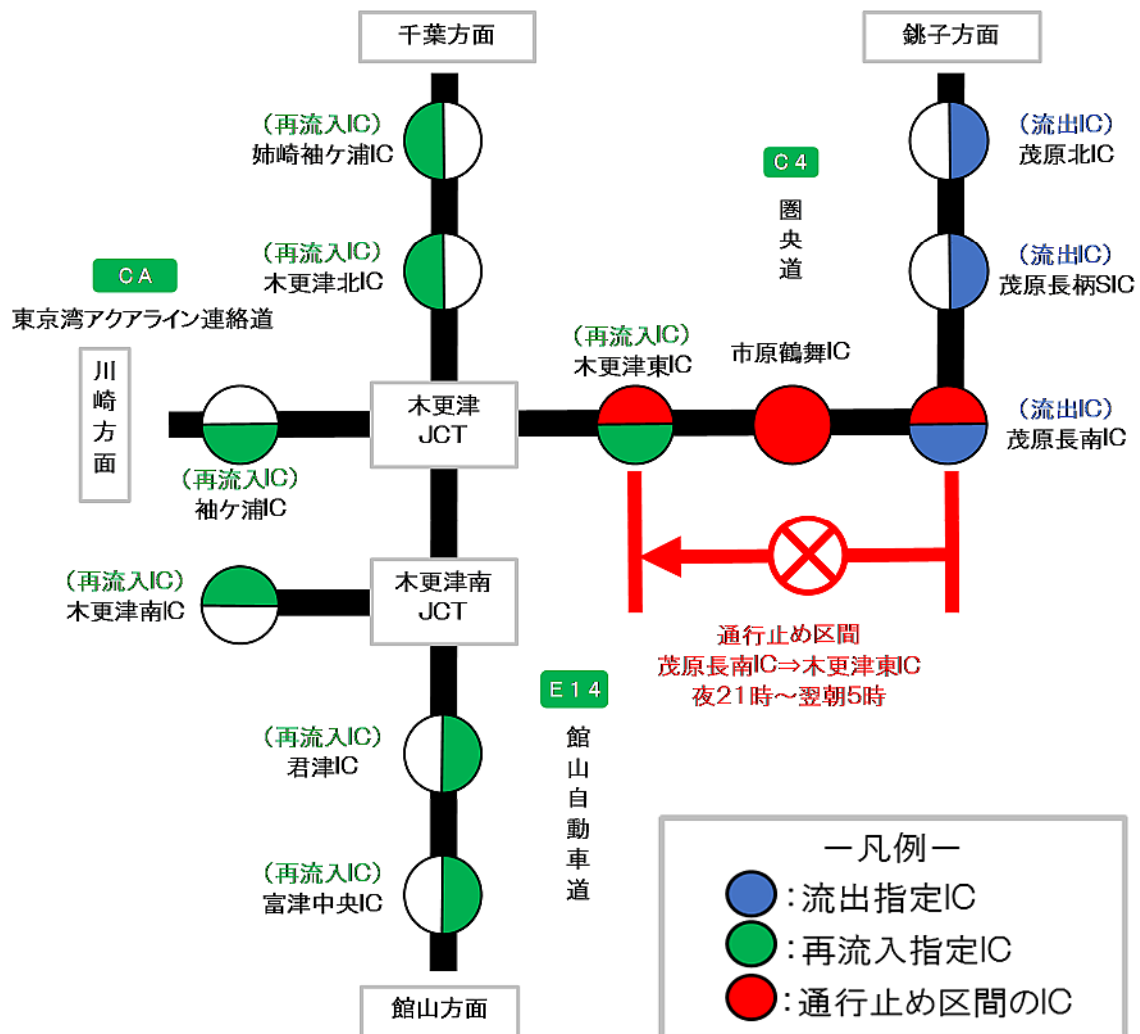 千葉方面
銚子方面
(再流入IC)
姉崎袖ケ浦IC
(流出IC)
茂原北IC
C4
圏央道
(再流入IC)
木更津北IC
(流出IC)
茂原長柄SIC
CA
東京湾アクアライン連絡道
川崎方面
(再流入IC)
木更津東IC
市原鶴舞IC
木更津
JCT
(流出IC)
茂原長南IC
(再流入IC)
袖ケ浦IC
(再流入IC)
木更津南IC
木更津南
JCT
通行止め区間
茂原長南IC⇒木更津東IC
夜21時～翌朝5時
E14
館山自動車道
(再流入IC)
君津IC
(再流入IC)
富津中央IC
館山方面
－凡例－
：流出指定IC
：再流入指定IC
：通行止め区間のIC